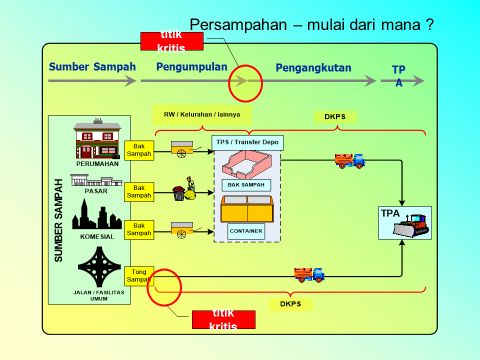 Persampahan – mulai dari mana ?
titik
kritis
Sumber Sampah
Pengumpulan
Pengangkutan
TP
A
RW / Kelurahan / lainnya
DKPS
SUMBER SAMPAH
PERUMAHAN
Bak
Sampah
TPS / Transfer Depo
BAK SAMPAH
PASAR
Bak
Sampah
CONTAINER
KOMESIAL
Bak
Sampah
TPA
JALAN / FASILITAS
UMUM
Tong
Sampah
DKPS
titik
kritis